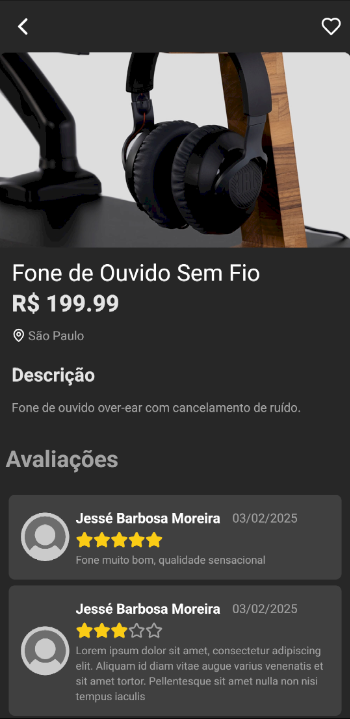 Fone de Ouvido Sem Fio
R$ 199.99
São Paulo
Descrição
Fone de ouvido over-ear com cancelamento de ruído.
Avaliações
Jessé Barbosa Moreira 03/02/2025
Fone muito bom, qualidade sensacional
Jessé Barbosa Moreira 03/02/2025
Lorem ipsum dolor sit amet, consectetur adipiscing
elit. Aliquam id diam vitae augue varius venenatis et
sit amet tortor. Pellentesque sit amet nulla non nisi
tempus iaculis